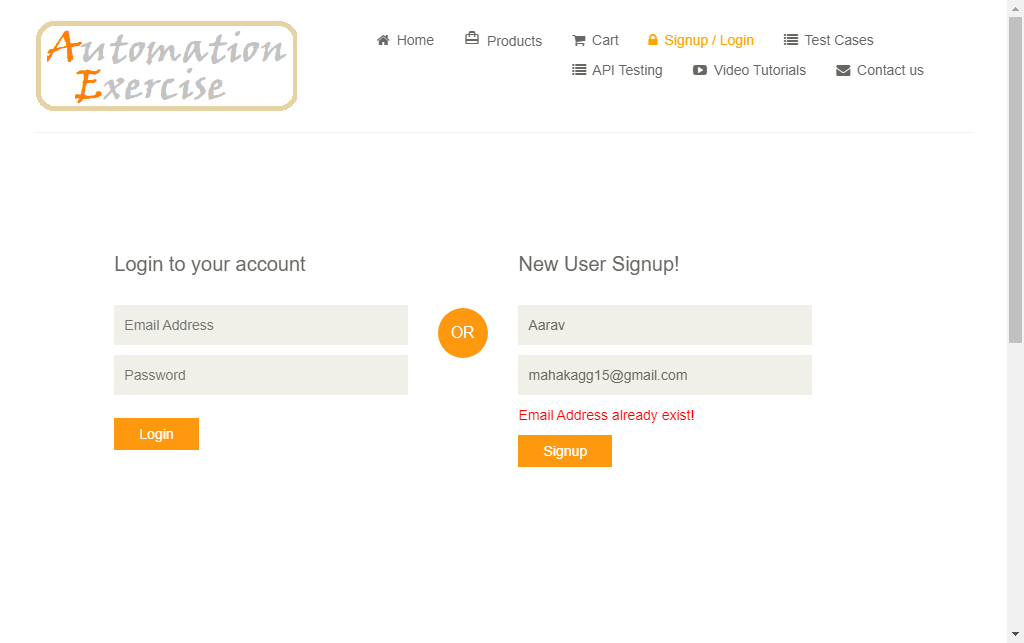 Automation
Exercise
Home
Products
Cart
Signup / Login
Test Cases
API Testing
Video Tutorials
Contact us
Login to your account
Email Address
Password
Login
OR
New User Signup!
Aarav
mahakagg15@gmail.com
Email Address already exist!
Signup